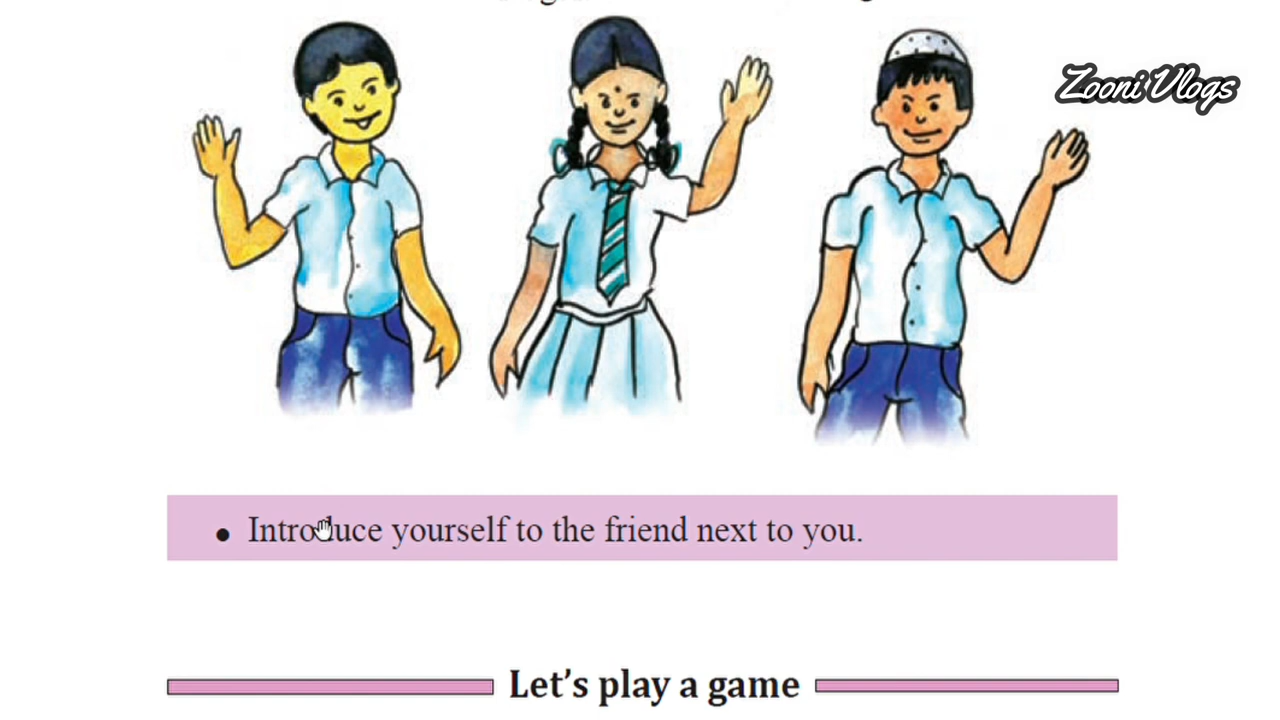 Zooni Vlogs
• Introduce yourself to the friend next to you.
Let's play a game